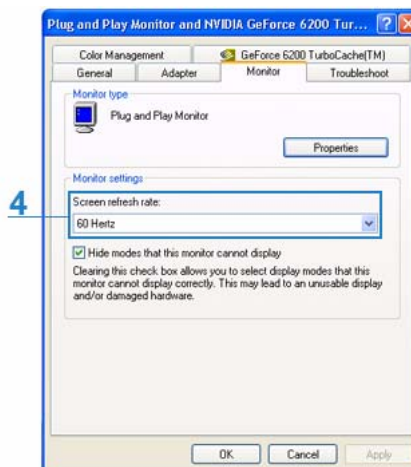 Plug and Play Monitor and NVIDIA GeForce 6200 Tur...
Color Management
GeForce 6200 TurboCache(TM)
General
Adapter
Monitor
Troubleshoot
Monitor type
Plug and Play Monitor
Properties
Monitor settings
4
Screen refresh rate:
60 Hertz
Hide modes that this monitor cannot display
Clearing this check box allows you to select display modes that this
monitor cannot display correctly. This may lead to an unusable display
and/or damaged hardware.
OK
Cancel
Apply